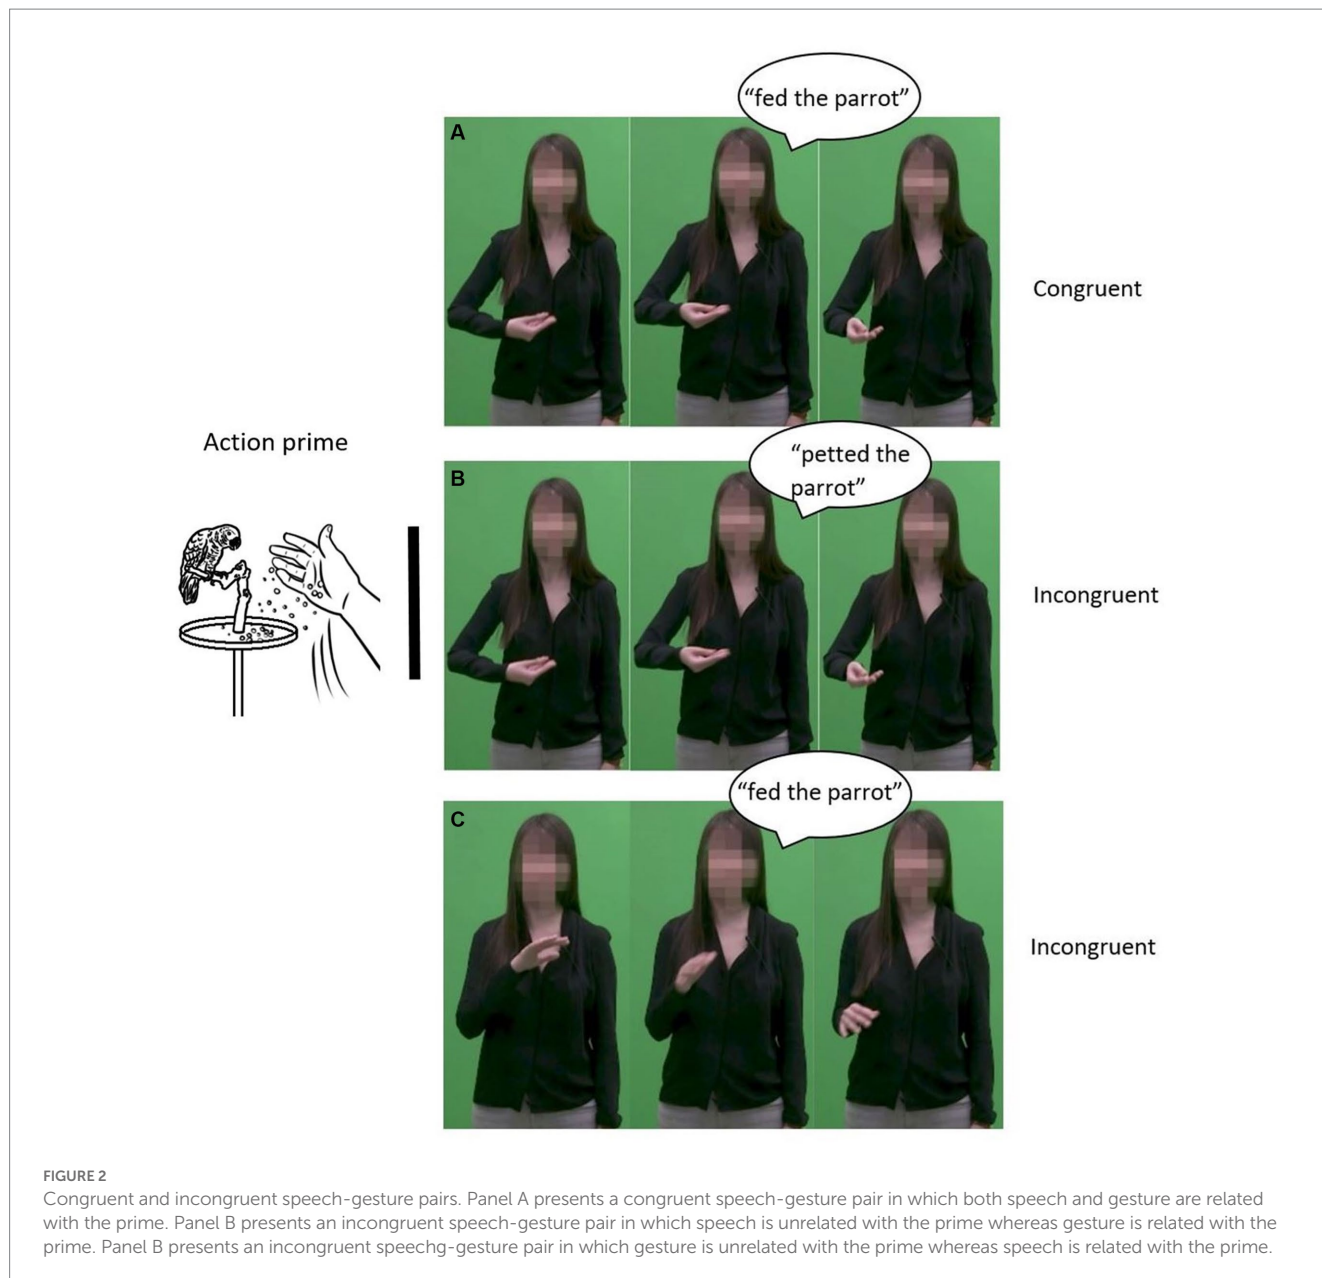 “fed the parrot”
A
Congruent
Action prime
“petted the
parrot”
B
Incongruent
“fed the parrot”
C
Incongruent
FIGURE 2
Congruent and incongruent speech-gesture pairs. Panel A presents a congruent speech-gesture pair in which both speech and gesture are related
with the prime. Panel B presents an incongruent speech-gesture pair in which speech is unrelated with the prime whereas gesture is related with the
prime. Panel B presents an incongruent speechg-gesture pair in which gesture is unrelated with the prime whereas speech is related with the prime.